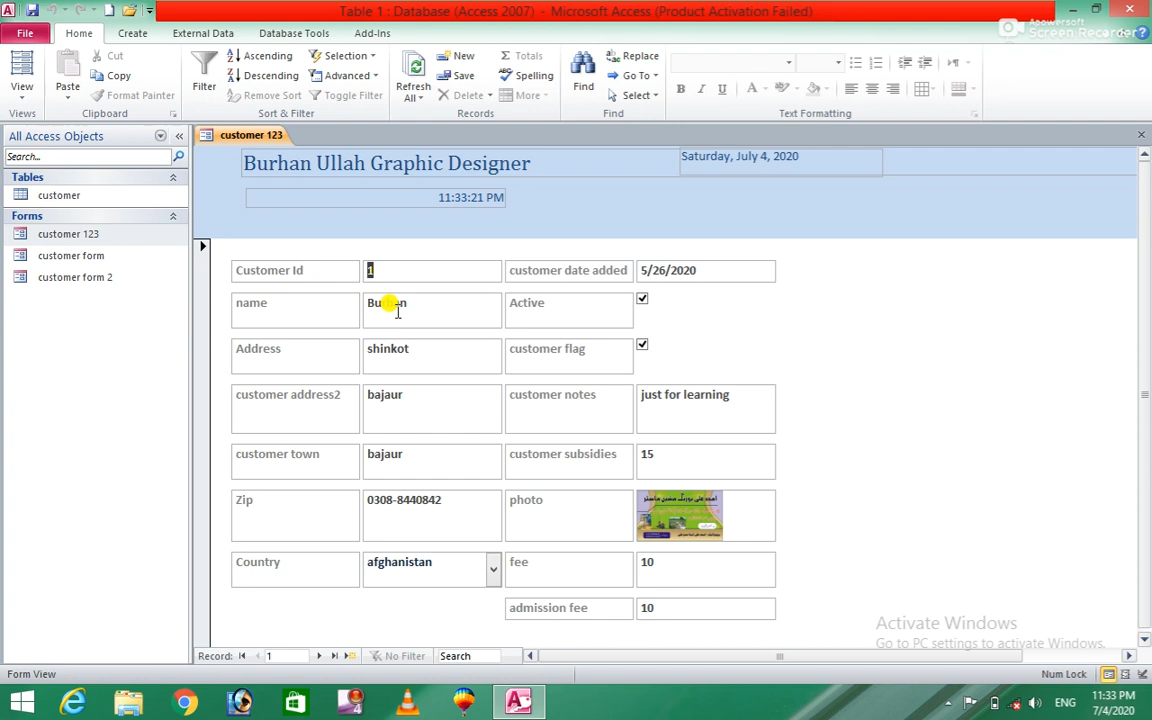 Table 1 : Database (Access 2007) - Microsoft Access (Product Activation Failed)
Apowersoft
Screen Recorder
File Home Create External Data Database Tools Add-Ins
View
Views
Paste
Cut
Copy
Format Painter
Clipboard
Filter
Ascending
Descending
Remove Sort
Selection
Advanced
Toggle Filter
Sort & Filter
Refresh
All
New
Save
Delete
Totals
Spelling
More
Records
Find
Replace
Go To
Select
Find
B I U A
Text Formatting
All Access Objects
Search...
Tables
customer
Forms
customer 123
customer form
customer form 2
customer 123
Burhan Ullah Graphic Designer
Saturday, July 4, 2020
11:33:21 PM
Customer Id 1 customer date added 5/26/2020
name Burhan Active
Address shinkot customer flag
customer address2 bajaur customer notes just for learning
customer town bajaur customer subsidies 15
Zip 0308-8440842 photo
Country afghanistan fee 10
admission fee 10
Activate Windows
Go to PC settings to activate Windows.
Record: 1 No Filter Search
Form View Num Lock
ENG
11:33 PM
7/4/2020